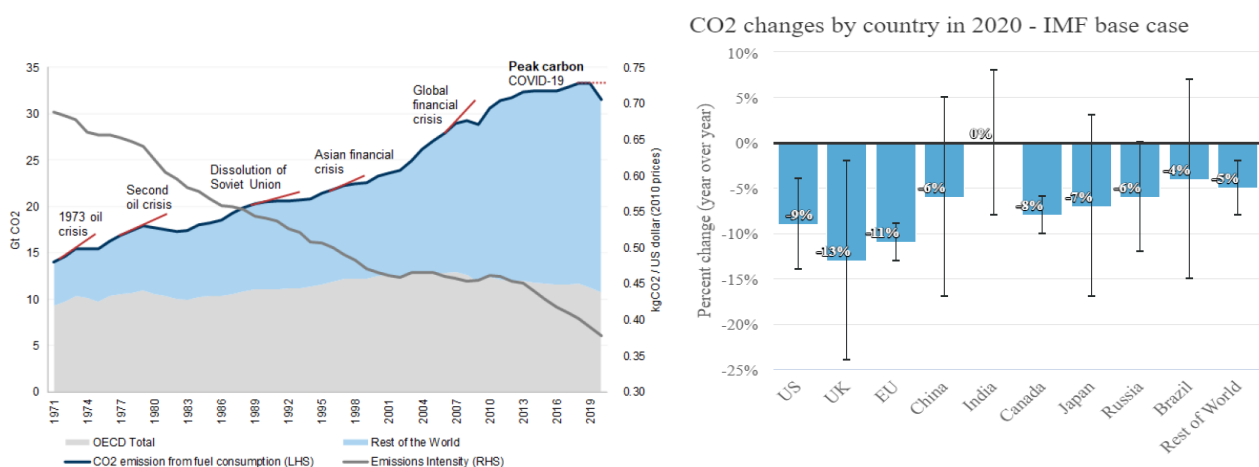 35
30
25
20
15
10
5
0
Gt CO2
1973 oil
crisis
Second
oil crisis
Dissolution of
Soviet Union
Asian financial
crisis
Global
financial
crisis
Peak carbon
COVID-19
0.75
0.70
0.65
0.60
0.55
0.50
0.45
0.40
0.35
0.30
kgCO2 / US dollar (2010 prices)
1971
1974
1977
1980
1983
1986
1989
1992
1995
1998
2001
2004
2007
2010
2013
2016
2019
OECD Total
Rest of the World
CO2 emission from fuel consumption (LHS)
Emissions Intensity (RHS)
CO2 changes by country in 2020 - IMF base case
Percent change (year over year)
10%
5%
0%
-5%
-10%
-15%
-20%
-25%
-9%
-13%
-11%
-6%
0%
-8%
-7%
-6%
-4%
-5%
US
UK
EU
China
India
Canada
Japan
Russia
Brazil
Rest of World